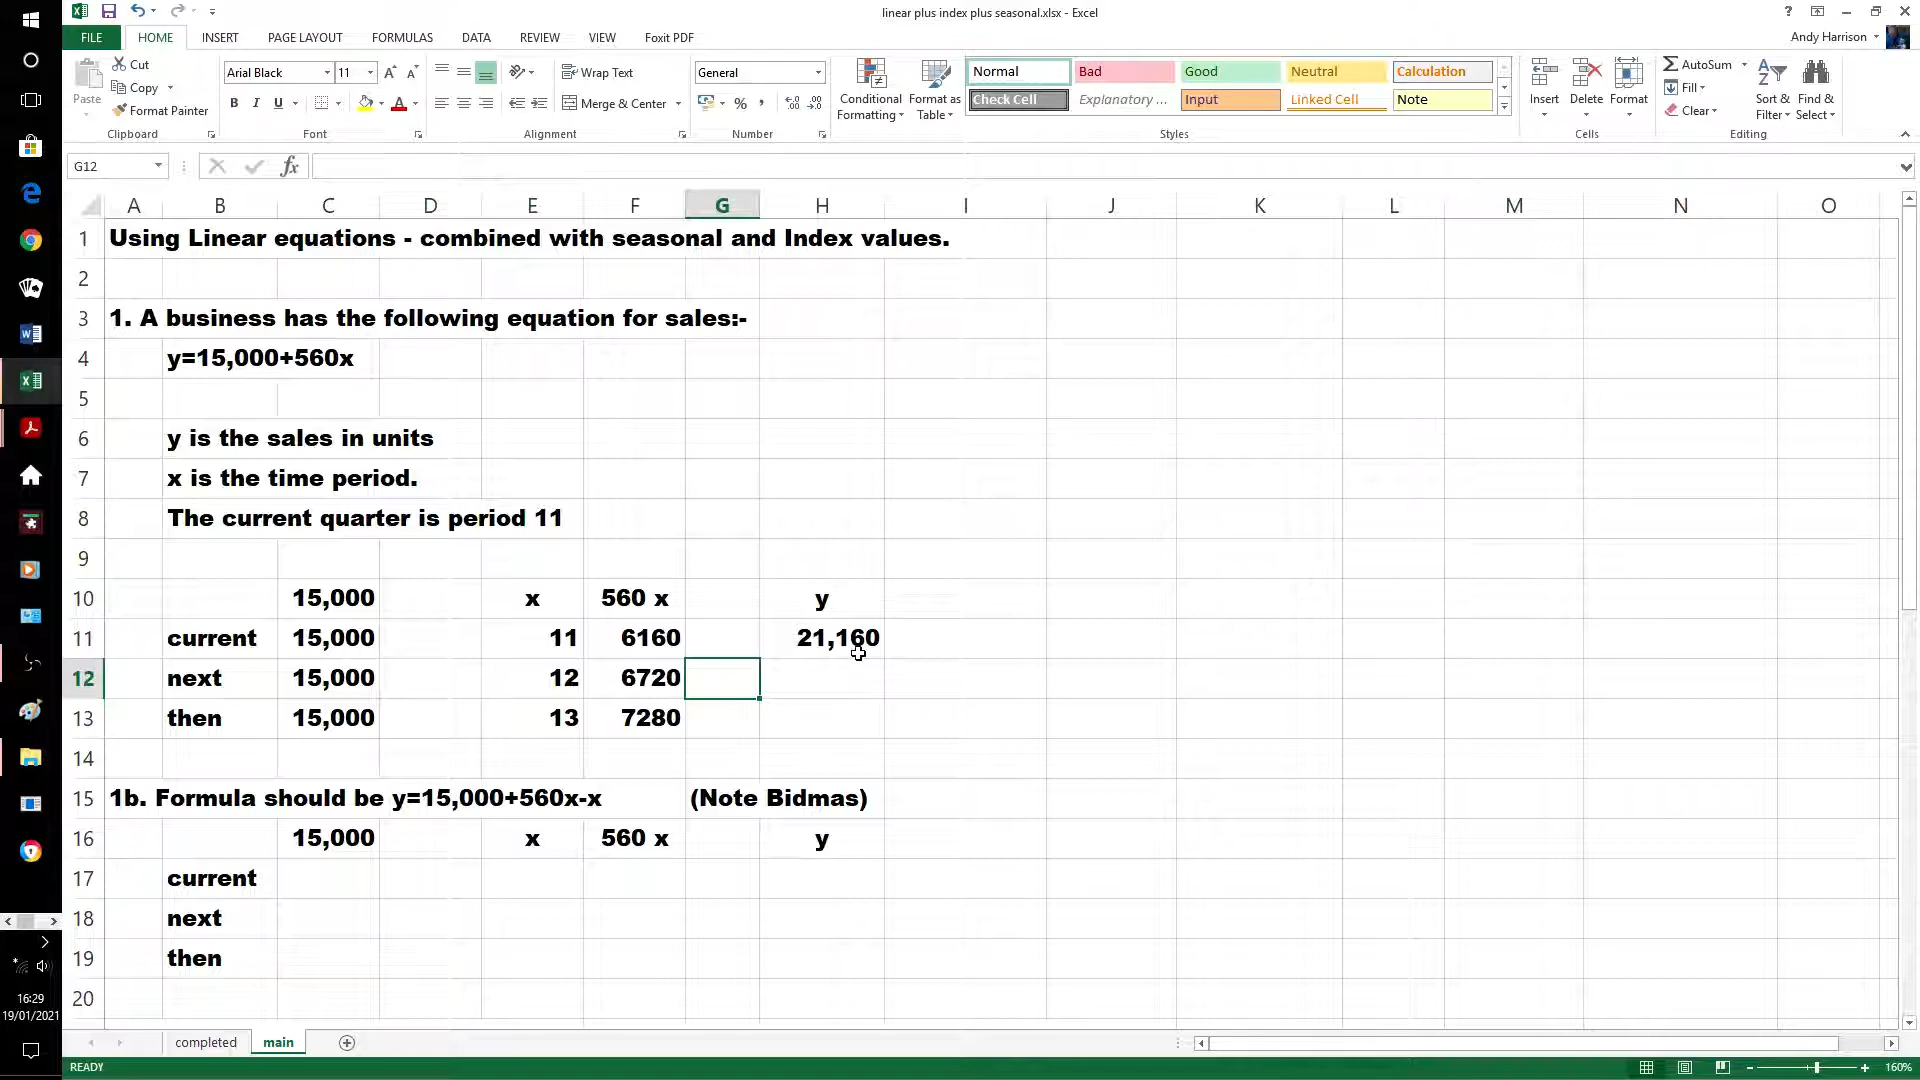 linear plus index plus seasonal.xlsx - Excel
FILE HOME INSERT PAGE LAYOUT FORMULAS DATA REVIEW VIEW Foxit PDF Andy Harrison
Paste
Cut
Copy
Format Painter
Clipboard
Arial Black 11
B I U
Font
Wrap Text
Merge & Center
Alignment
General
Number
Conditional Formatting
Format as Table
Normal Bad Good Neutral Calculation
Check Cell Explanatory ... Input Linked Cell Note
Styles
Insert Delete Format
Cells
AutoSum
Fill
Clear
Sort & Filter
Find & Select
Editing
G12 fx
A B C D E F G H I J K L M N O
1 Using Linear equations - combined with seasonal and Index values.
2
3 1. A business has the following equation for sales:-
4 y=15,000+560x
5
6 y is the sales in units
7 x is the time period.
8 The current quarter is period 11
9
10 15,000 x 560 x y
11 current 15,000 11 6160 21,160
12 next 15,000 12 6720
13 then 15,000 13 7280
14
15 1b. Formula should be y=15,000+560x-x (Note Bidmas)
16 15,000 x 560 x y
17 current
18 next
19 then
20
16:29
19/01/2021
completed main
READY 160%